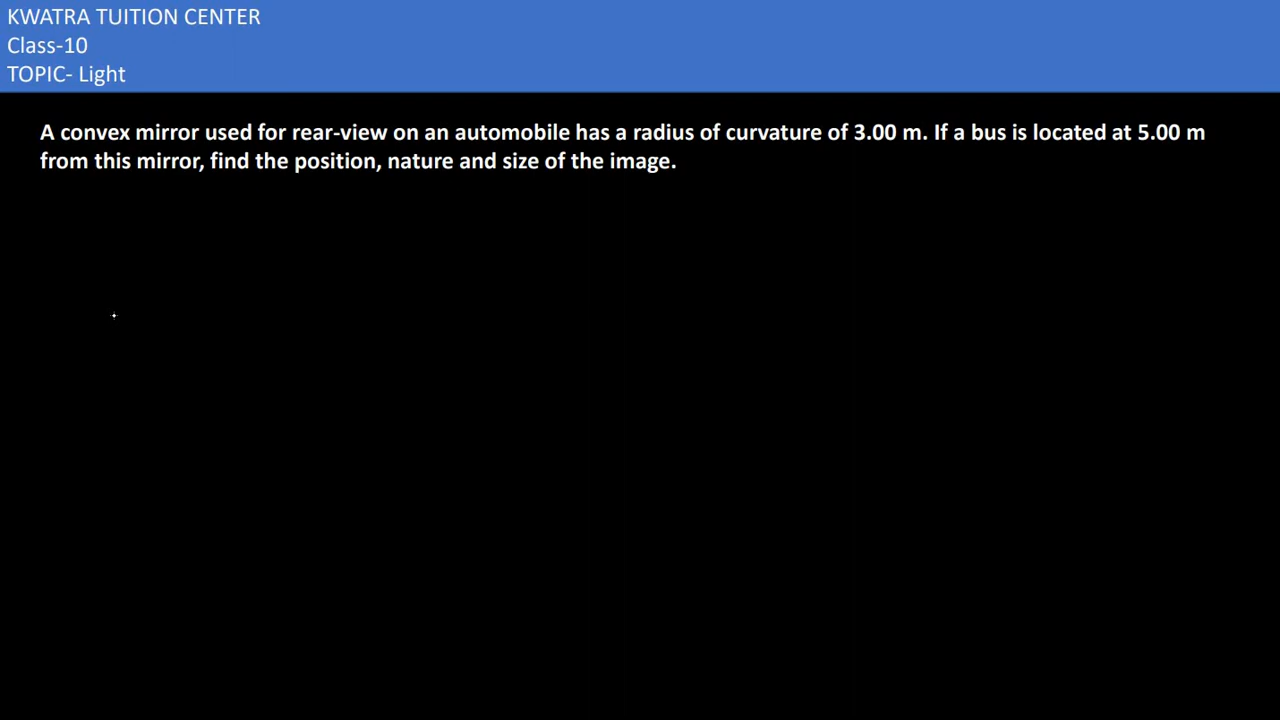 KWATRA TUITION CENTER
Class-10
TOPIC- Light
A convex mirror used for rear-view on an automobile has a radius of curvature of 3.00 m. If a bus is located at 5.00 m
from this mirror, find the position, nature and size of the image.